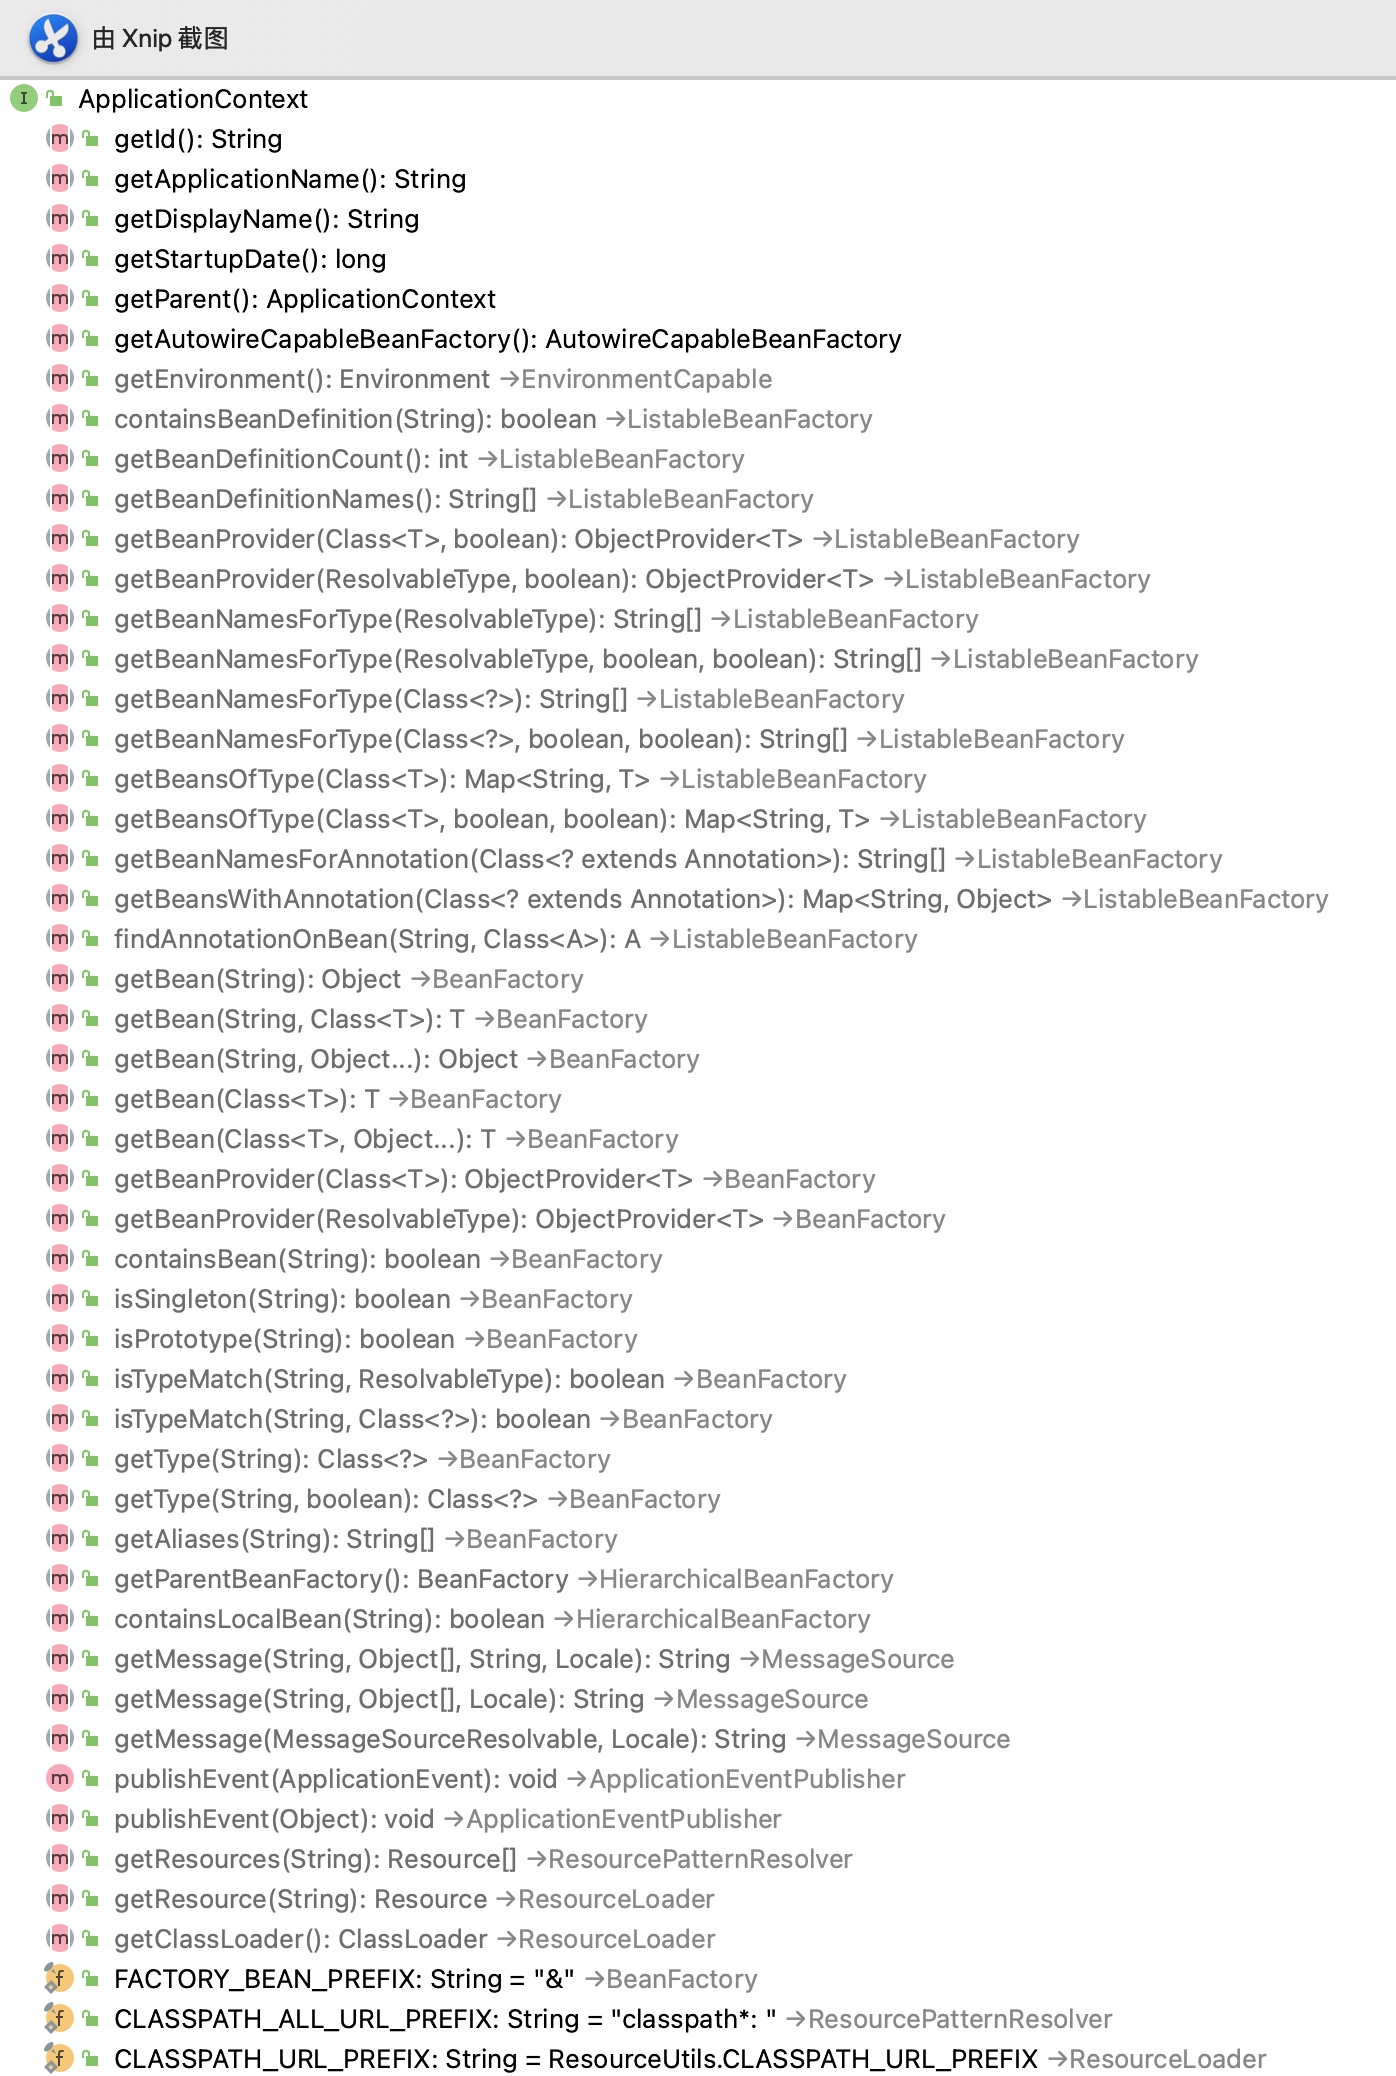 由 Xnip 截图
I ApplicationContext
m getId(): String
m getApplicationName(): String
m getDisplayName(): String
m getStartupDate(): long
m getParent(): ApplicationContext
m getAutowireCapableBeanFactory(): AutowireCapableBeanFactory
m getEnvironment(): Environment →EnvironmentCapable
m containsBeanDefinition(String): boolean →ListableBeanFactory
m getBeanDefinitionCount(): int →ListableBeanFactory
m getBeanDefinitionNames(): String[] →ListableBeanFactory
m getBeanProvider(Class<T>, boolean): ObjectProvider<T> →ListableBeanFactory
m getBeanProvider(ResolvableType, boolean): ObjectProvider<T> →ListableBeanFactory
m getBeanNamesForType(ResolvableType): String[] →ListableBeanFactory
m getBeanNamesForType(ResolvableType, boolean, boolean): String[] →ListableBeanFactory
m getBeanNamesForType(Class<?>): String[] →ListableBeanFactory
m getBeanNamesForType(Class<?>, boolean, boolean): String[] →ListableBeanFactory
m getBeansOfType(Class<T>): Map<String, T> →ListableBeanFactory
m getBeansOfType(Class<T>, boolean, boolean): Map<String, T> →ListableBeanFactory
m getBeanNamesForAnnotation(Class<? extends Annotation>): String[] →ListableBeanFactory
m getBeansWithAnnotation(Class<? extends Annotation>): Map<String, Object> →ListableBeanFactory
m findAnnotationOnBean(String, Class<A>): A →ListableBeanFactory
m getBean(String): Object →BeanFactory
m getBean(String, Class<T>): T →BeanFactory
m getBean(String, Object...): Object →BeanFactory
m getBean(Class<T>): T →BeanFactory
m getBean(Class<T>, Object...): T →BeanFactory
m getBeanProvider(Class<T>): ObjectProvider<T> →BeanFactory
m getBeanProvider(ResolvableType): ObjectProvider<T> →BeanFactory
m containsBean(String): boolean →BeanFactory
m isSingleton(String): boolean →BeanFactory
m isPrototype(String): boolean →BeanFactory
m isTypeMatch(String, ResolvableType): boolean →BeanFactory
m isTypeMatch(String, Class<?>): boolean →BeanFactory
m getType(String): Class<?> →BeanFactory
m getType(String, boolean): Class<?> →BeanFactory
m getAliases(String): String[] →BeanFactory
m getParentBeanFactory(): BeanFactory →HierarchicalBeanFactory
m containsLocalBean(String): boolean →HierarchicalBeanFactory
m getMessage(String, Object[], String, Locale): String →MessageSource
m getMessage(String, Object[], Locale): String →MessageSource
m getMessage(MessageSourceResolvable, Locale): String →MessageSource
m publishEvent(ApplicationEvent): void →ApplicationEventPublisher
m publishEvent(Object): void →ApplicationEventPublisher
m getResources(String): Resource[] →ResourcePatternResolver
m getResource(String): Resource →ResourceLoader
m getClassLoader(): ClassLoader →ResourceLoader
f FACTORY_BEAN_PREFIX: String = "&" →BeanFactory
f CLASSPATH_ALL_URL_PREFIX: String = "classpath*: " →ResourcePatternResolver
f CLASSPATH_URL_PREFIX: String = ResourceUtils.CLASSPATH_URL_PREFIX →ResourceLoader